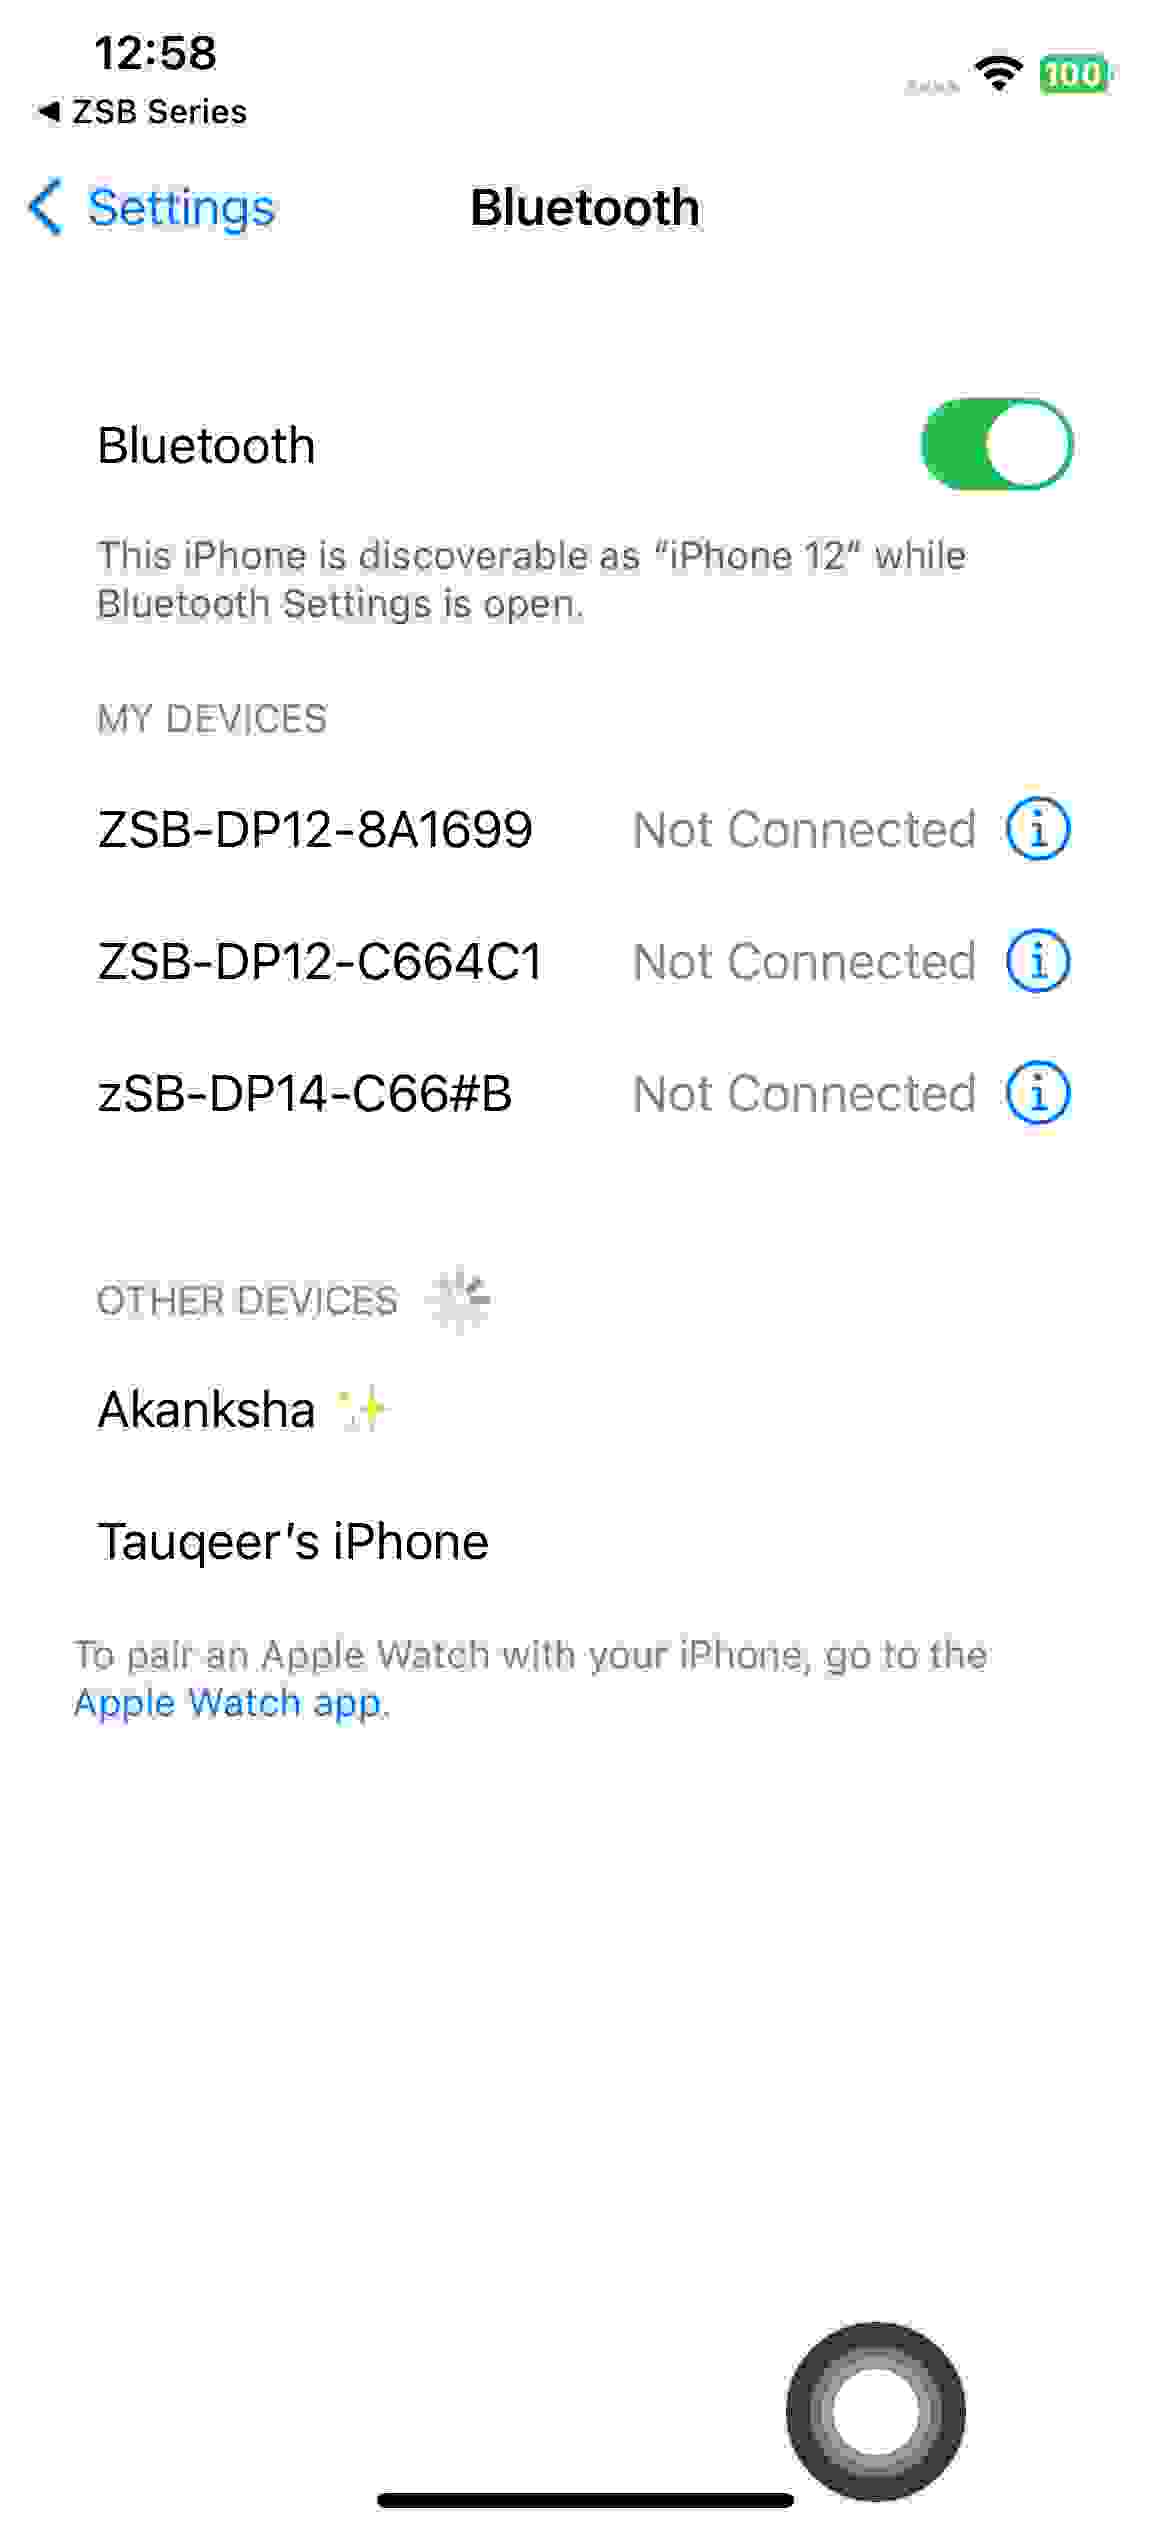 12:58
100
◀ ZSB Series
Settings
Bluetooth
Bluetooth
This iPhone is discoverable as “iPhone 12” while
Bluetooth Settings is open.
MY DEVICES
ZSB-DP12-8A1699 Not Connected
ZSB-DP12-C664C1 Not Connected
zSB-DP14-C66#B Not Connected
OTHER DEVICES
Akanksha ✨
Tauqeer’s iPhone
To pair an Apple Watch with your iPhone, go to the
Apple Watch app.